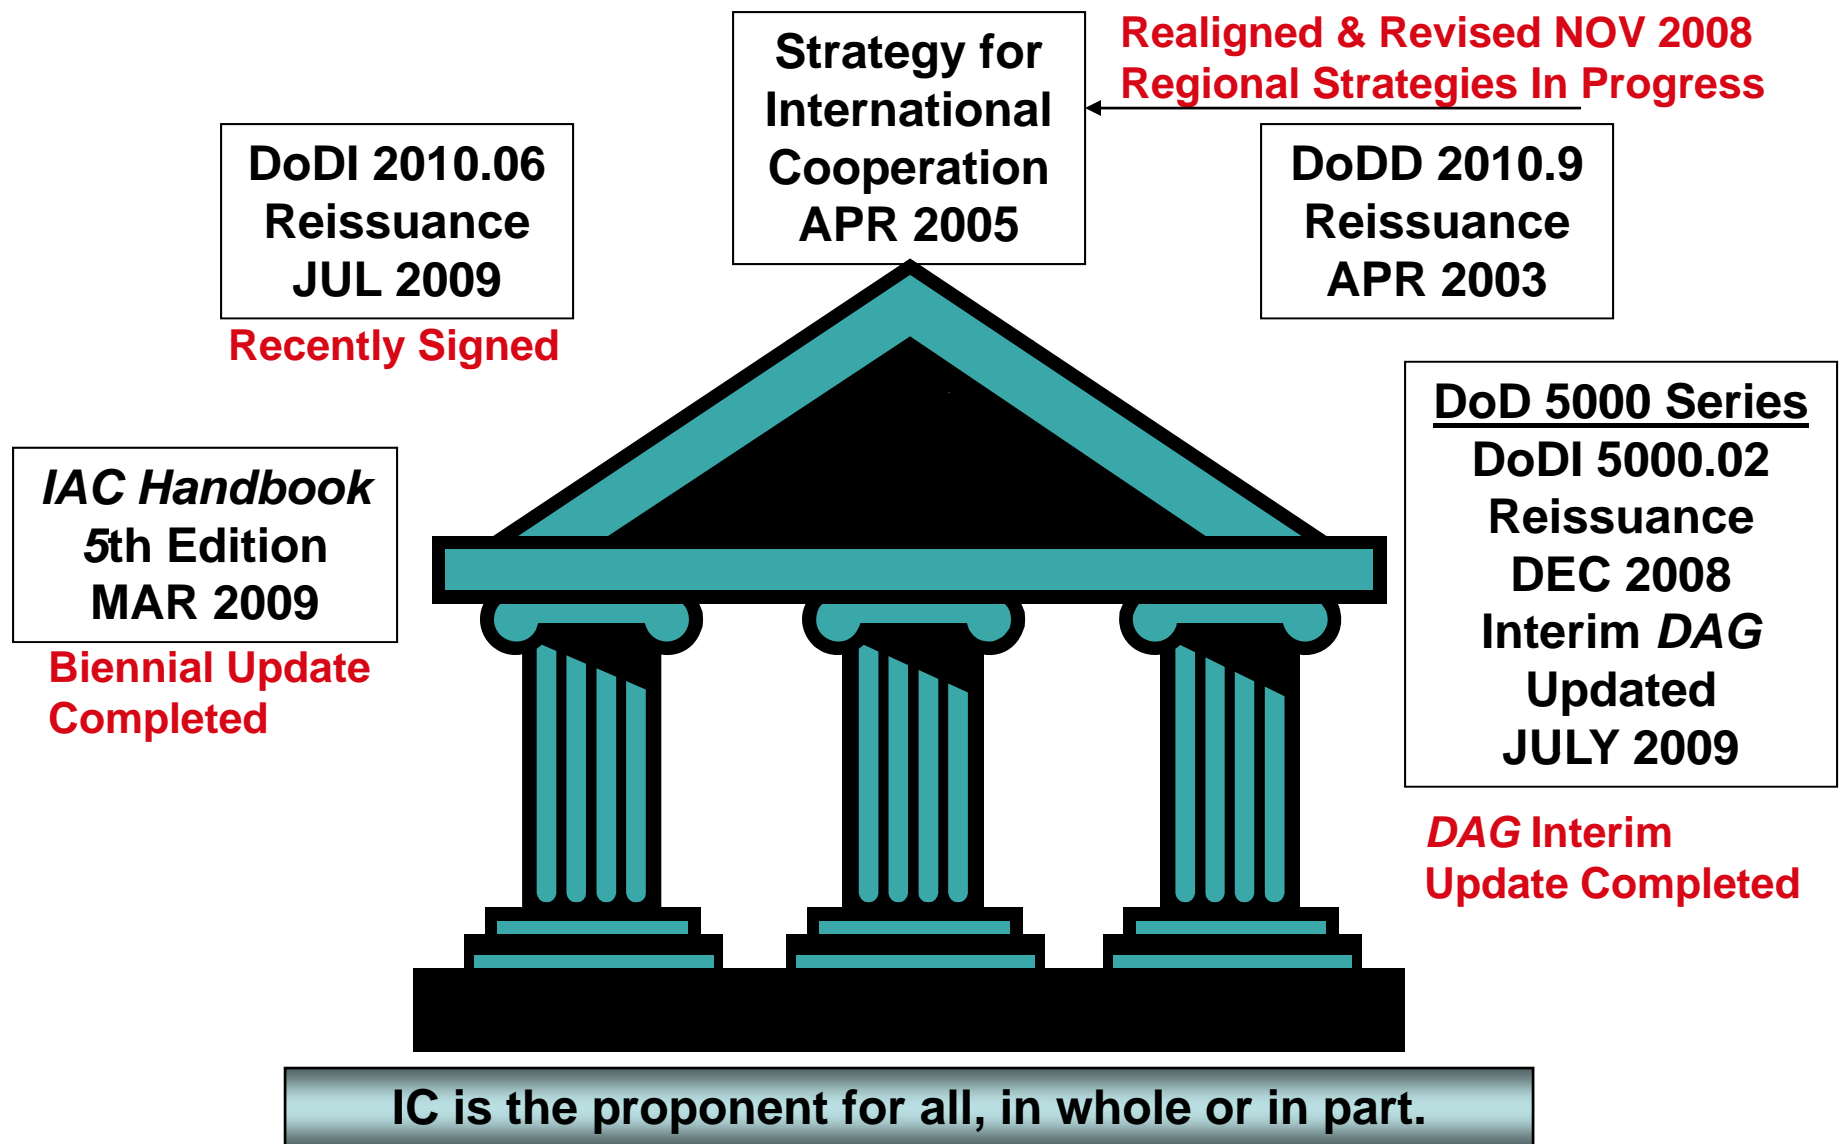 Strategy for
International
Cooperation
APR 2005
Realigned & Revised NOV 2008
Regional Strategies In Progress
DoDI 2010.06
Reissuance
JUL 2009
Recently Signed
DoDD 2010.9
Reissuance
APR 2003
IAC Handbook
5th Edition
MAR 2009
Biennial Update
Completed
DoD 5000 Series
DoDI 5000.02
Reissuance
DEC 2008
Interim DAG
Updated
JULY 2009
DAG Interim
Update Completed
IC is the proponent for all, in whole or in part.